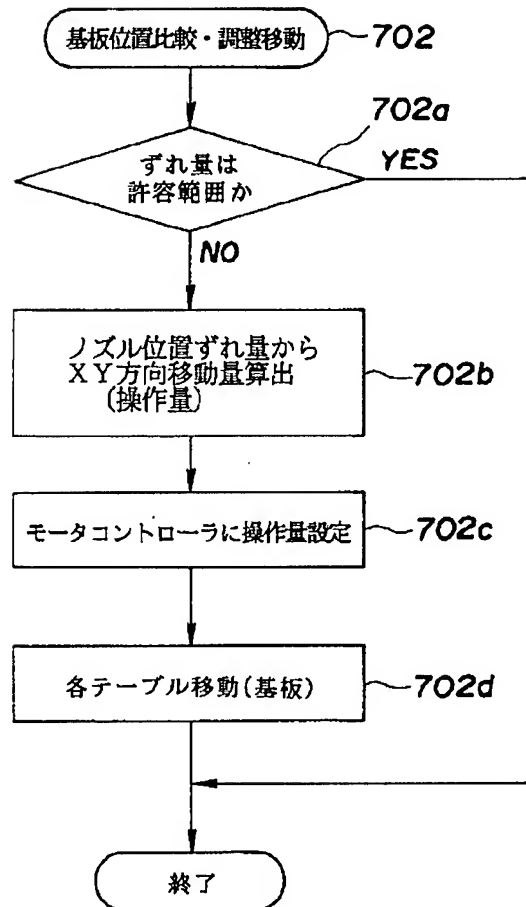 基板位置比較・調整移動
702
702a
ずれ量は
許容範囲か
YES
NO
ノズル位置ずれ量から
XY方向移動量算出
(操作量)
702b
モータコントローラに操作量設定
702c
各テーブル移動(基板)
702d
終了